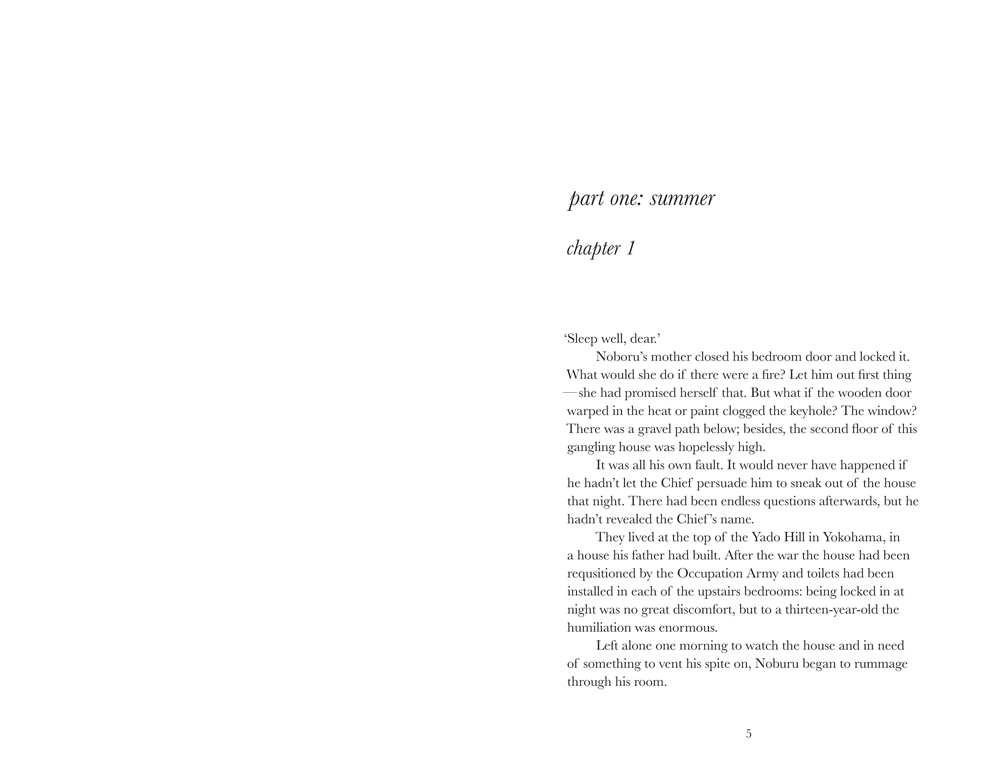 part one: summer
chapter 1
‘Sleep well, dear.’
Noboru’s mother closed his bedroom door and locked it.
What would she do if there were a fire? Let him out first thing
—she had promised herself that. But what if the wooden door
warped in the heat or paint clogged the keyhole? The window?
There was a gravel path below; besides, the second floor of this
gangling house was hopelessly high.
It was all his own fault. It would never have happened if
he hadn’t let the Chief persuade him to sneak out of the house
that night. There had been endless questions afterwards, but he
hadn’t revealed the Chief’s name.
They lived at the top of the Yado Hill in Yokohama, in
a house his father had built. After the war the house had been
requsitioned by the Occupation Army and toilets had been
installed in each of the upstairs bedrooms: being locked in at
night was no great discomfort, but to a thirteen-year-old the
humiliation was enormous.
Left alone one morning to watch the house and in need
of something to vent his spite on, Noburu began to rummage
through his room.
5